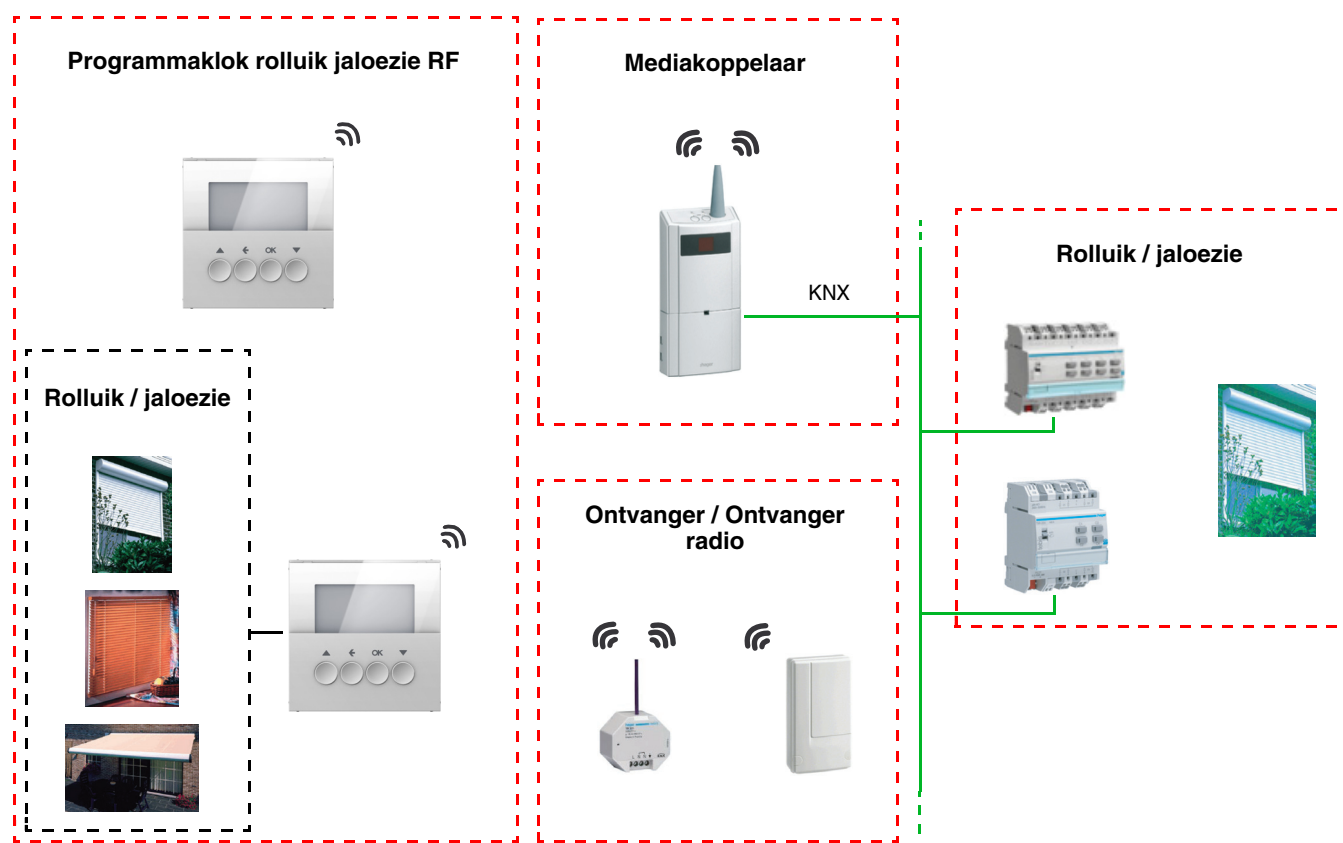 Programmaklok rolluik jaloezie RF
OK
Rolluik / jaloezie
OK
Mediakoppelaar
KNX
Ontvanger / Ontvanger
radio
Rolluik / jaloezie